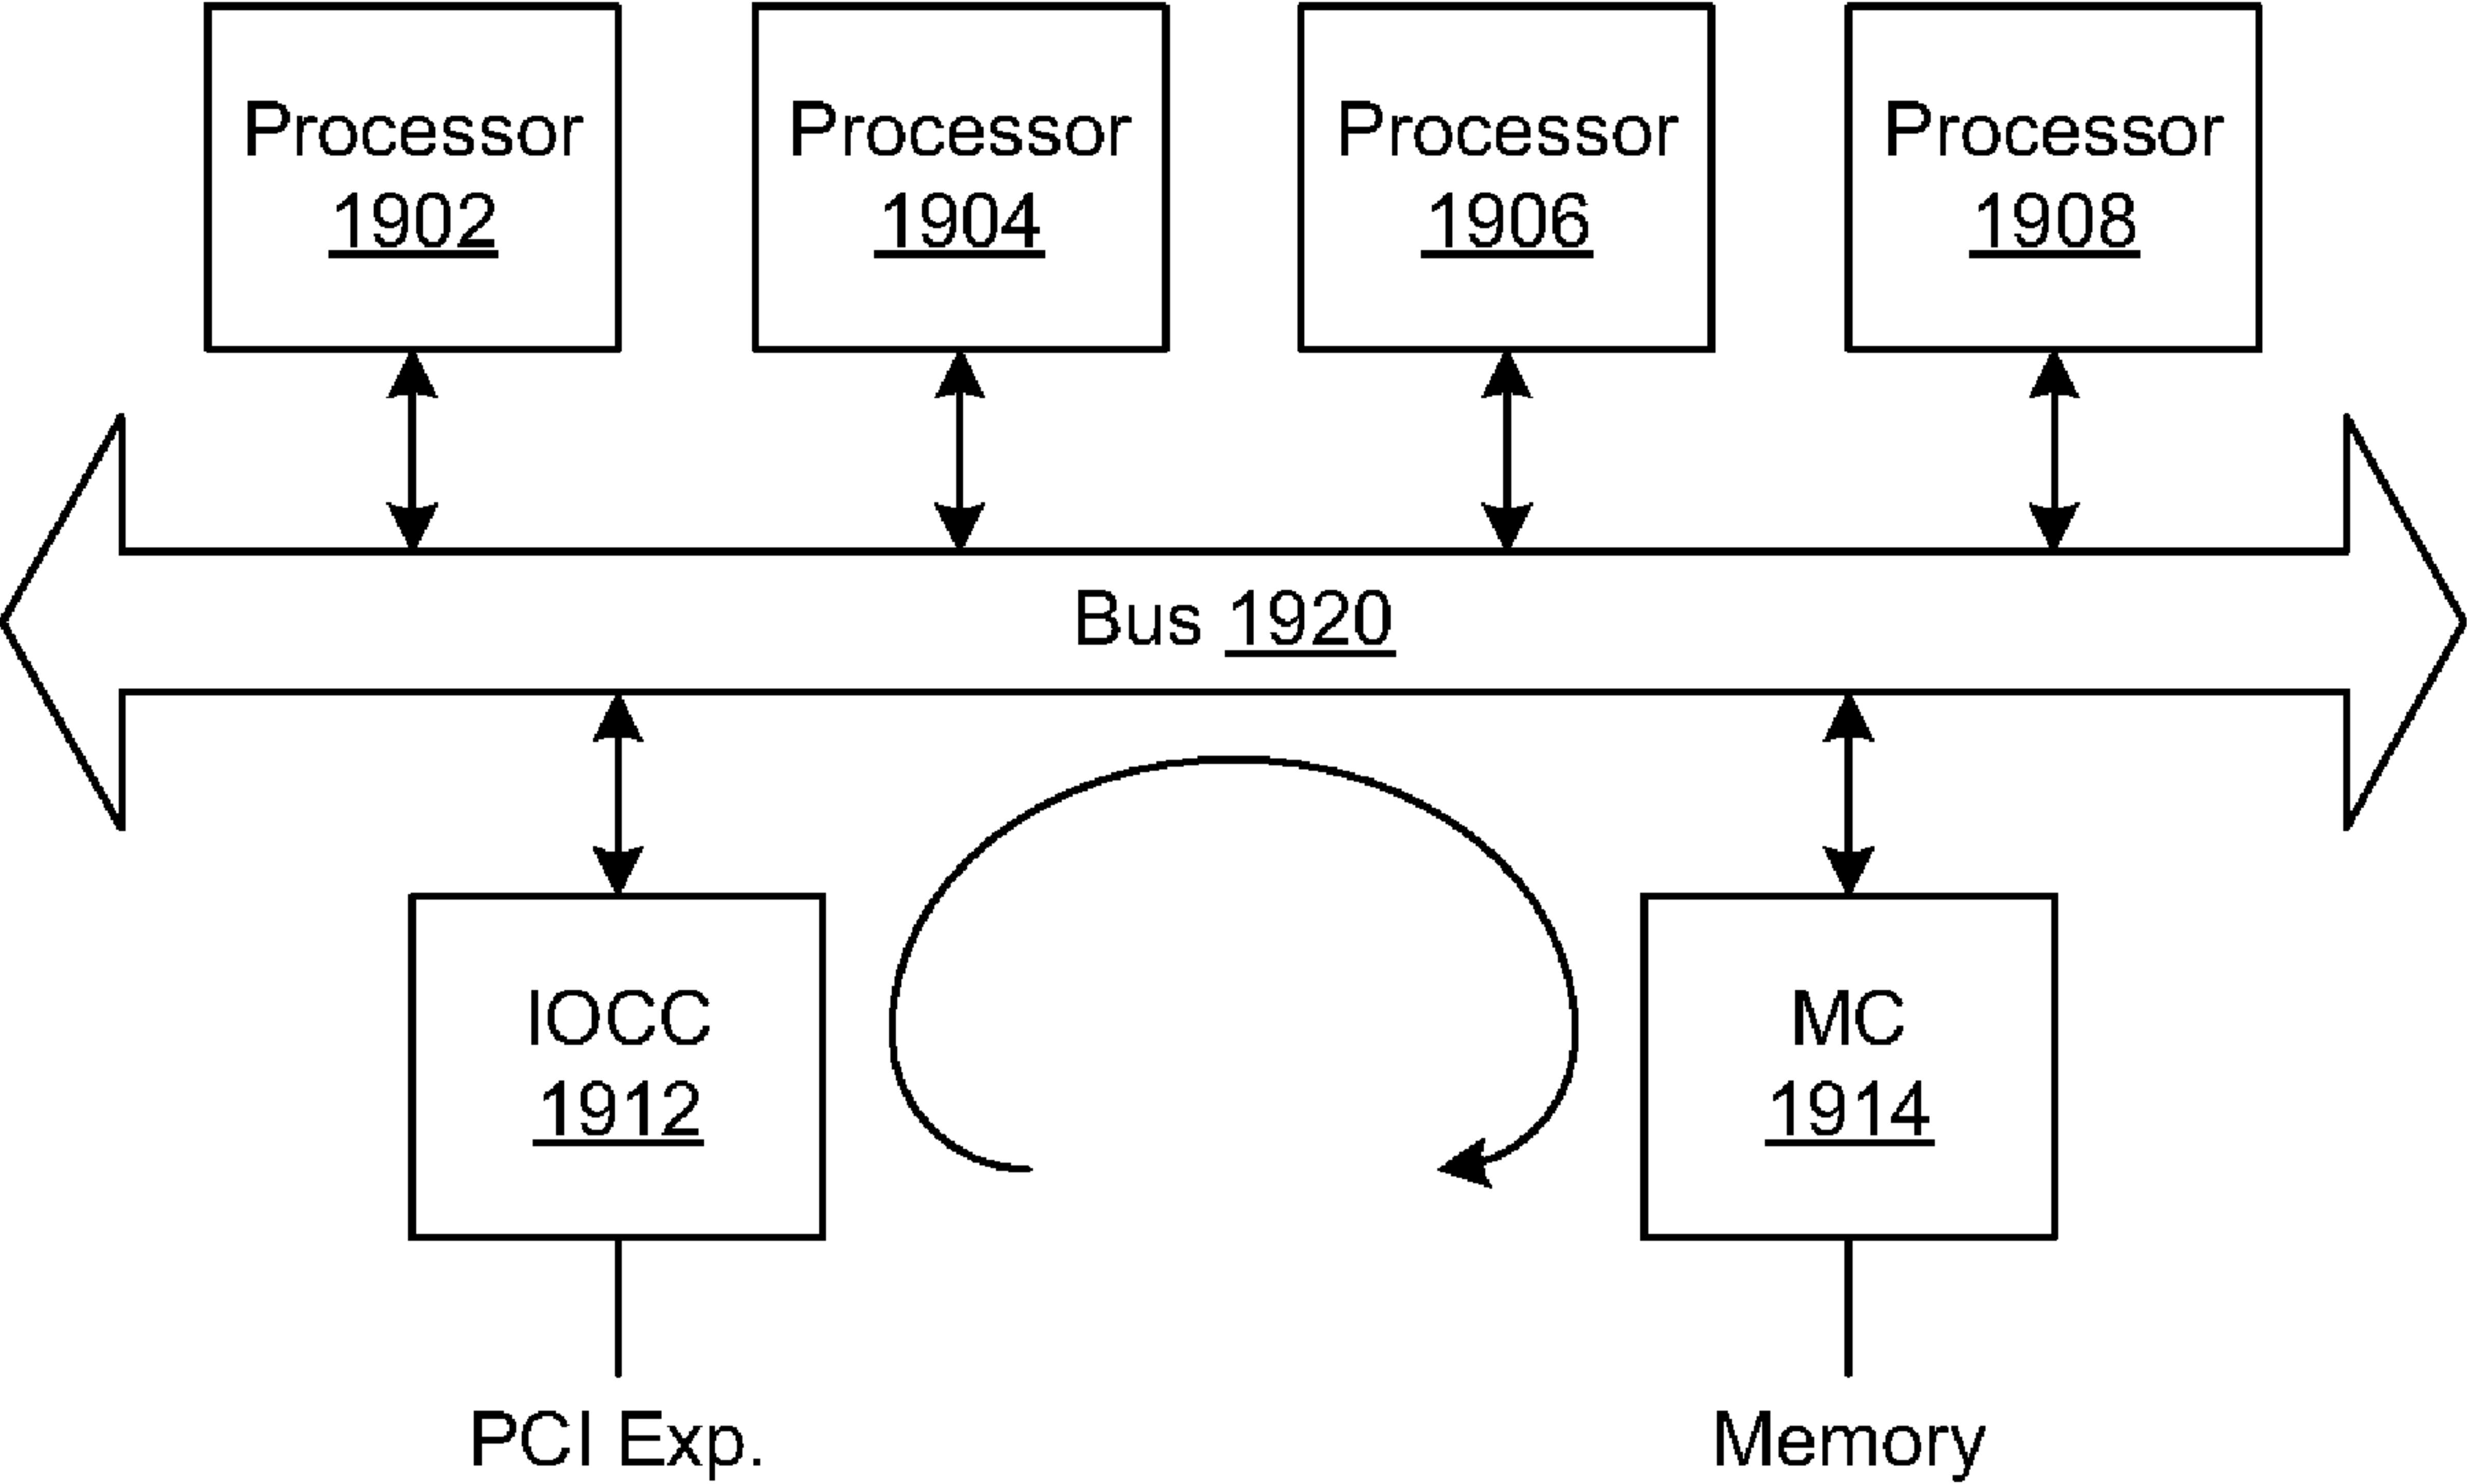 Processor
1902
Processor
1904
Processor
1906
Processor
1908
Bus 1920
IOCC
1912
MC
1914
PCI Exp.
Memory